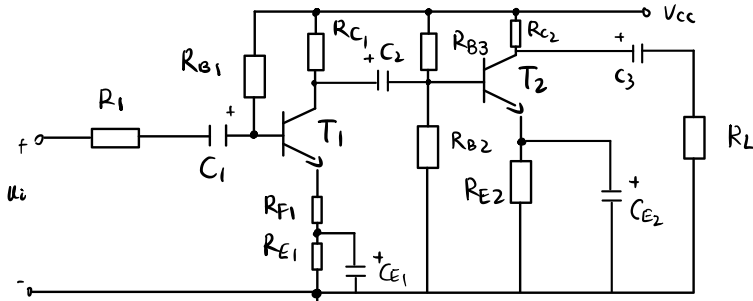 Vcc
RC1
RC2
RB3
RB1
+
C2
+
C3
R1
+
C1
T1
T2
RB2
RL
+
ui
RF1
RE2
+
CE2
RE1
+
CE1
-